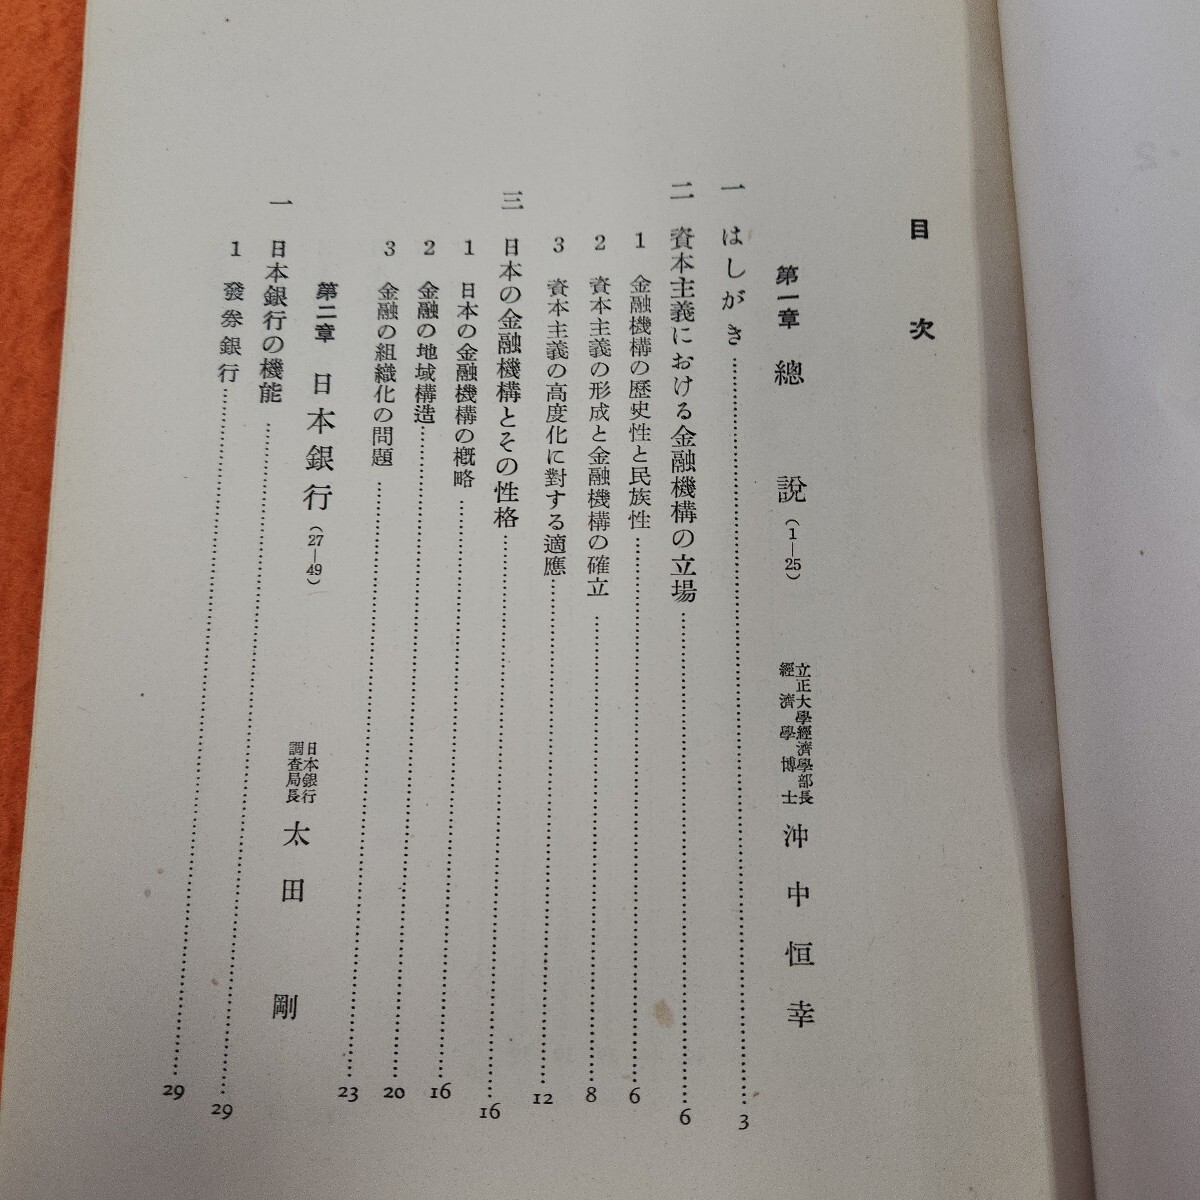 目次
第一章 總說 (1—25) 立正大學經濟學部長 經濟學博士 沖中恒幸
一 はしがき……3
二 資本主義における金融機構の立場……6
1 金融機構の歷史性と民族性……6
2 資本主義の形成と金融機構の確立……8
3 資本主義の高度化に對する適應……12
三 日本の金融機構とその性格……16
1 日本の金融機構の槪略……16
2 金融の地域構造……20
3 金融の組織化の問題……23
第二章 日本銀行 (27—49) 日本銀行調査局長 太田剛
一 日本銀行の機能……29
1 發券銀行……29